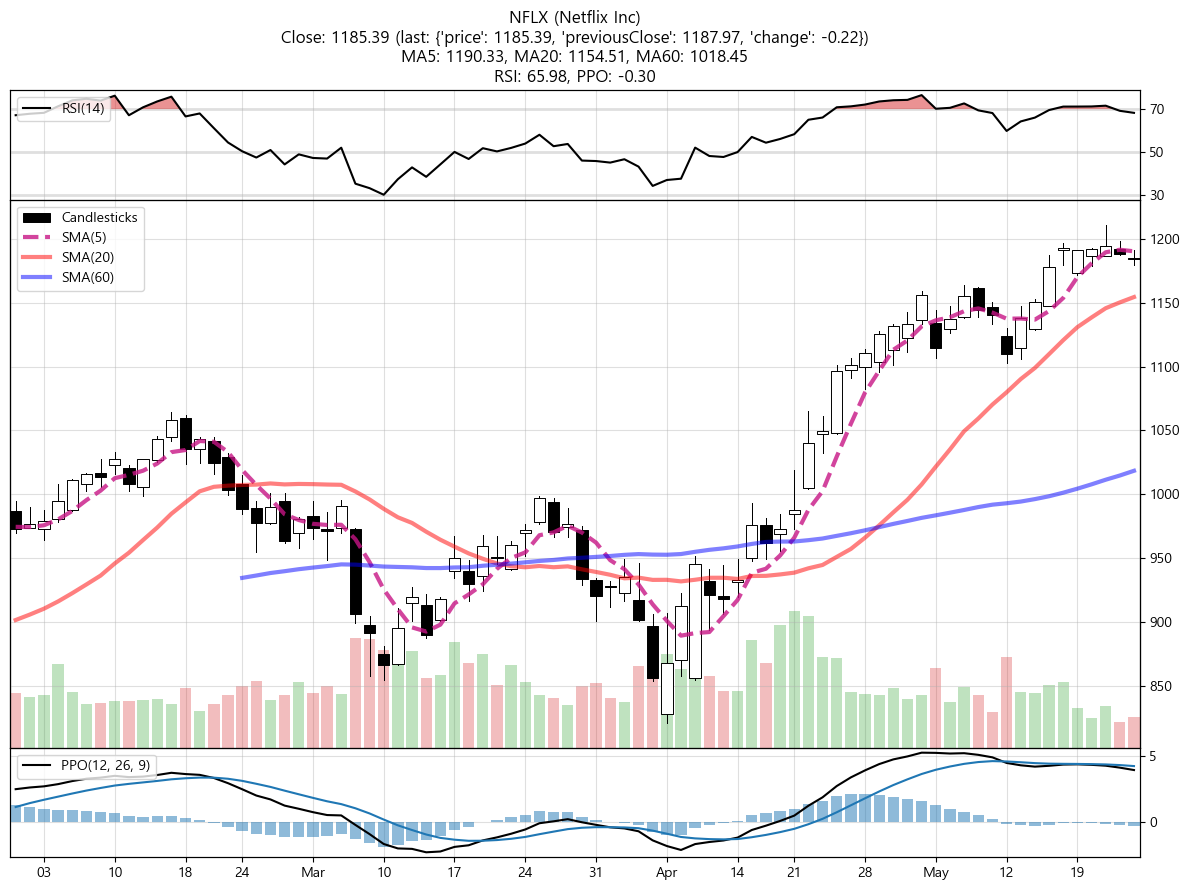 NFLX (Netflix Inc)
Close: 1185.39 (last: {'price': 1185.39, 'previousClose': 1187.97, 'change': -0.22})
MA5: 1190.33, MA20: 1154.51, MA60: 1018.45
RSI: 65.98, PPO: -0.30
RSI(14)
70
50
30
Candlesticks
SMA(5)
SMA(20)
SMA(60)
1200
1150
1100
1050
1000
950
900
850
PPO(12, 26, 9)
5
0
03 10 18 24 Mar 10 17 24 31 Apr 14 21 28 May 12 19